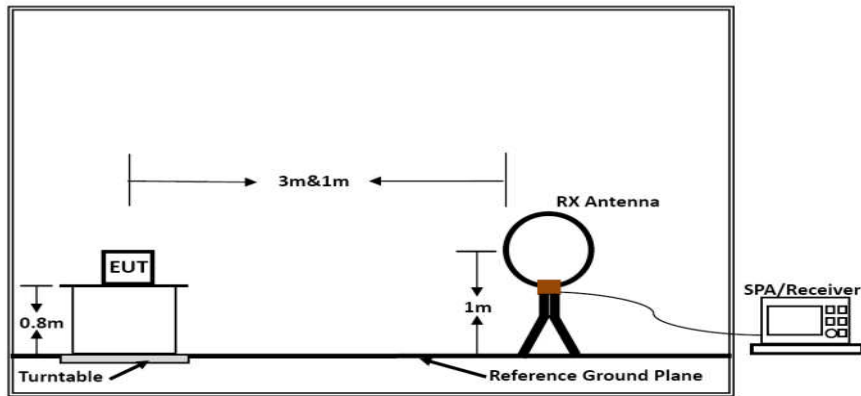 3m&1m
RX Antenna
EUT
SPA/Receiver
1m
0.8m
Turntable
Reference Ground Plane